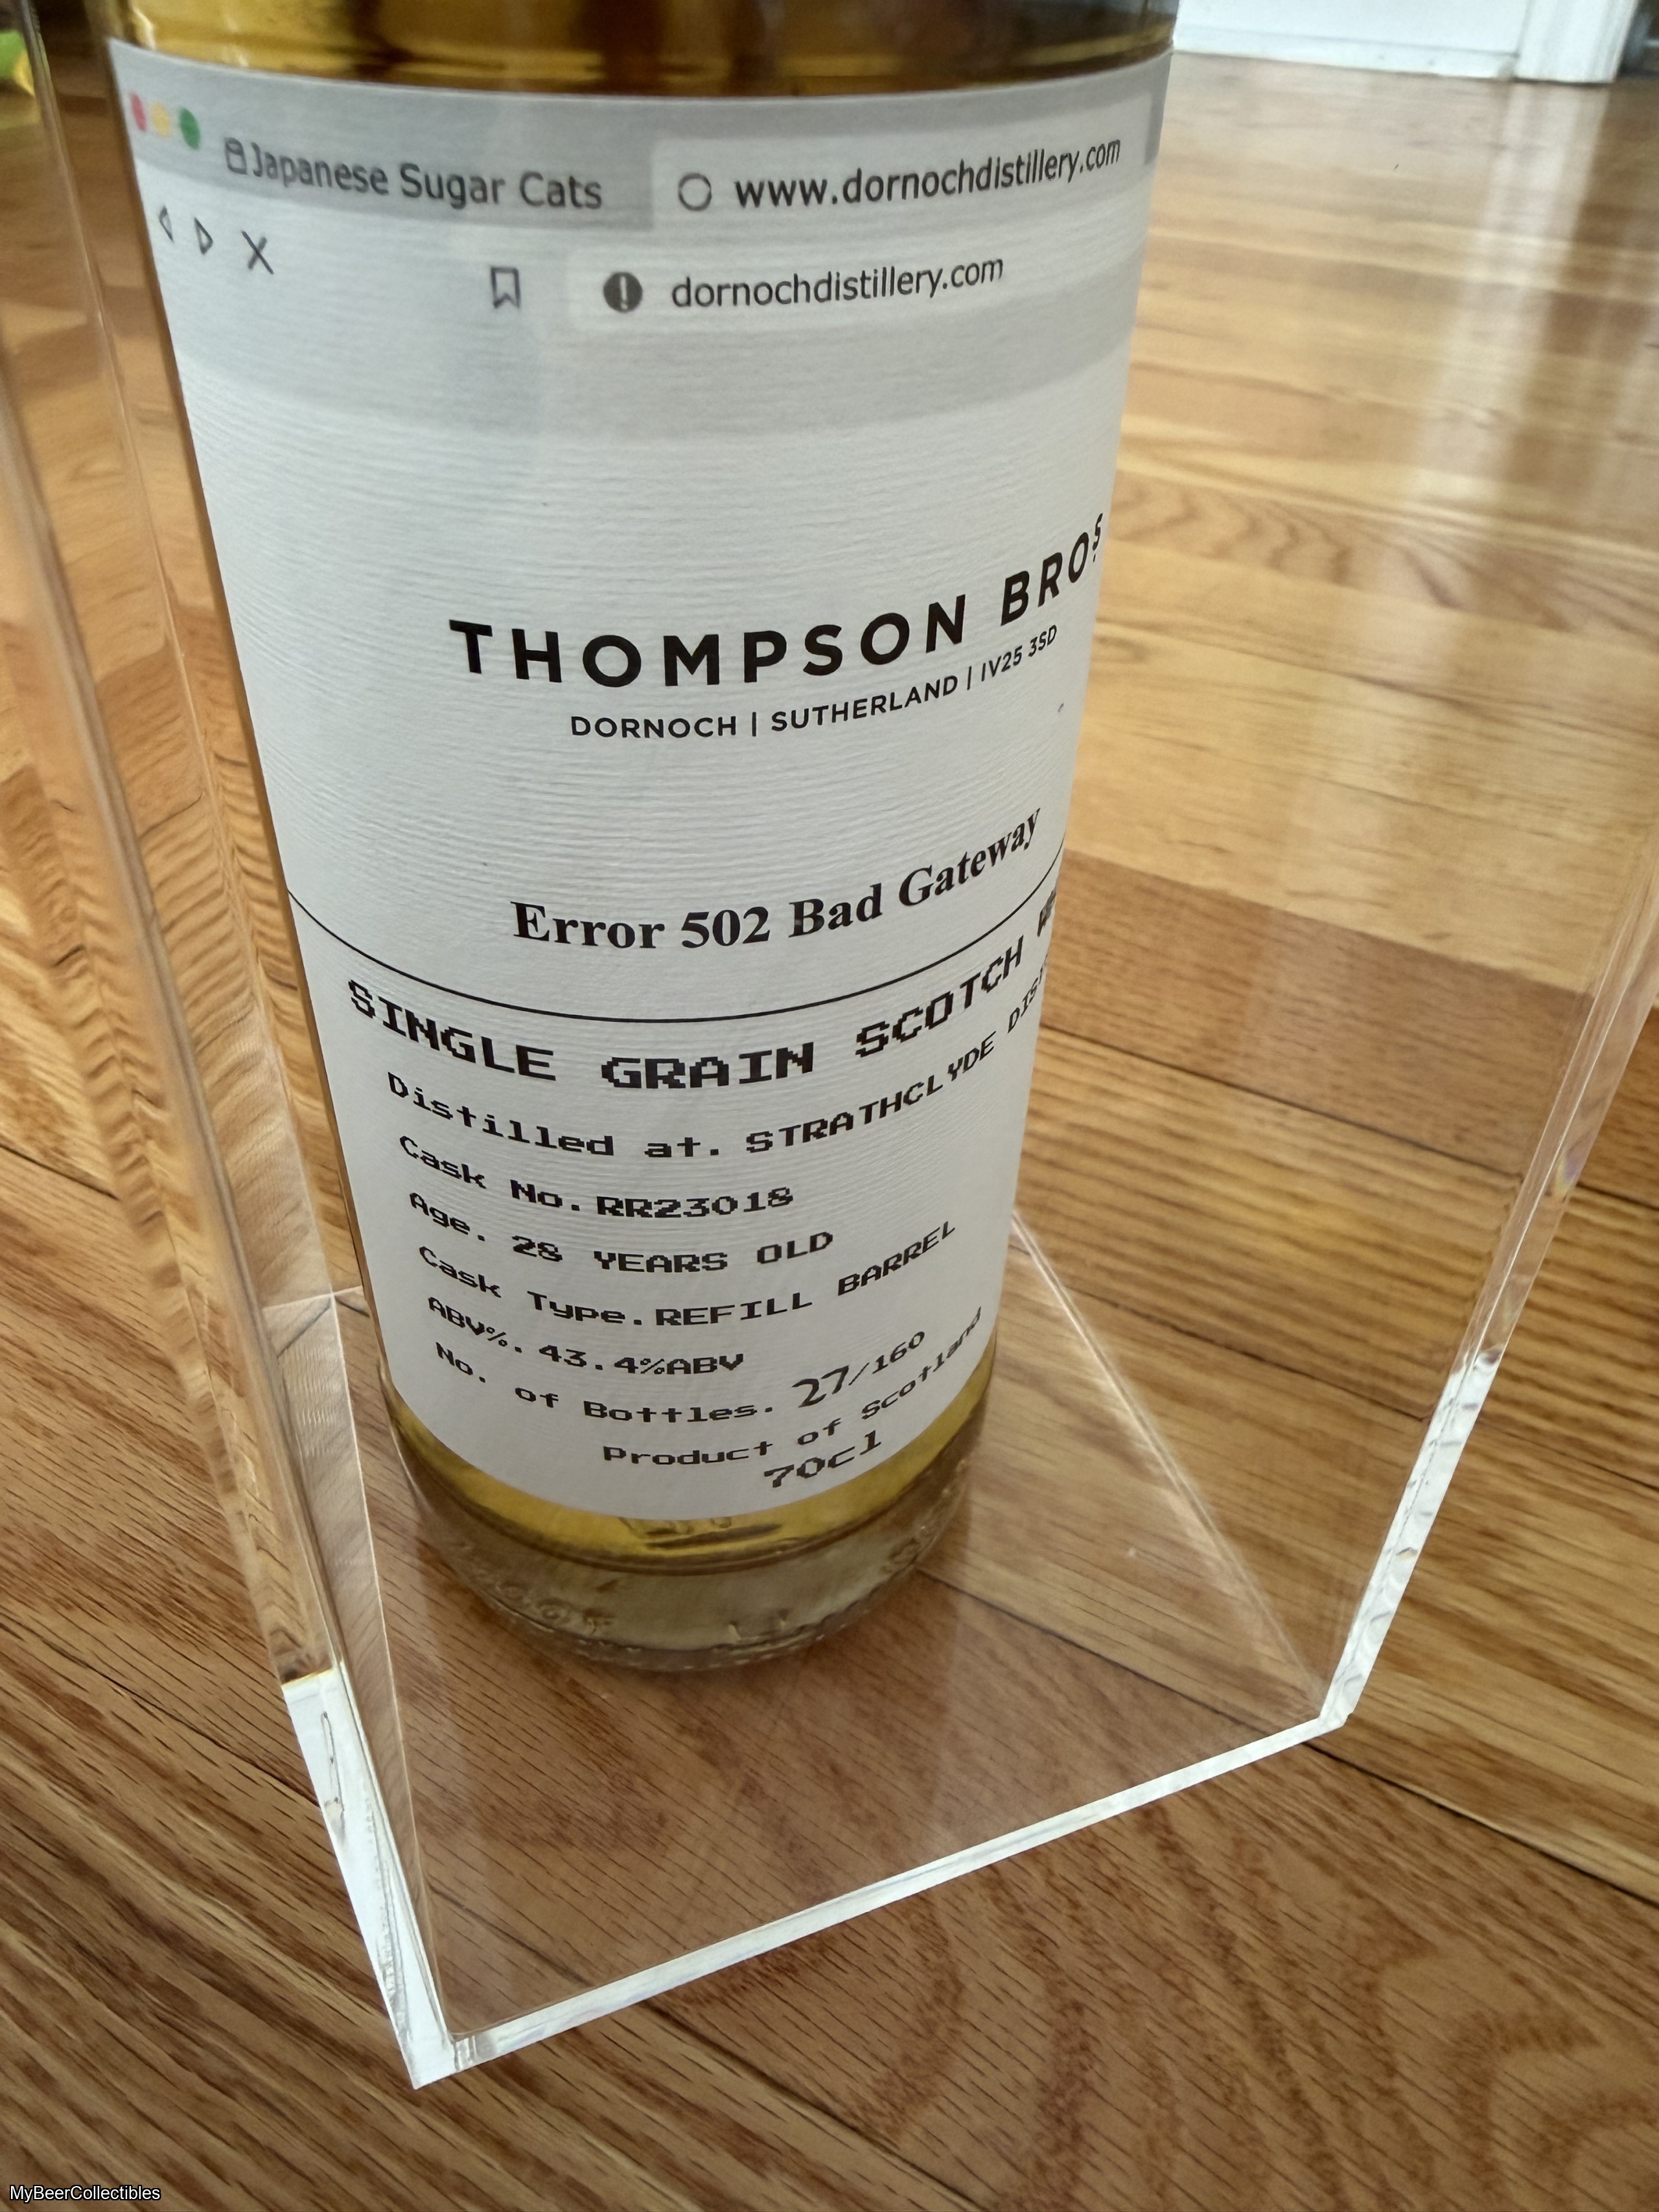 Japanese Sugar Cats
www.dornochdistillery.com
dornochdistillery.com
THOMPSON BROS
DORNOCH | SUTHERLAND | IV25 3SD
Error 502 Bad Gateway
SINGLE GRAIN SCOTCH
Distilled at. STRATHCLYDE
Cask No. RR23018
Age. 28 YEARS OLD
Cask Type. REFILL BARREL
ABV%. 43.4%ABV
No. of Bottles. 27/160
Product of Scotland
70cl
MyBeerCollectibles